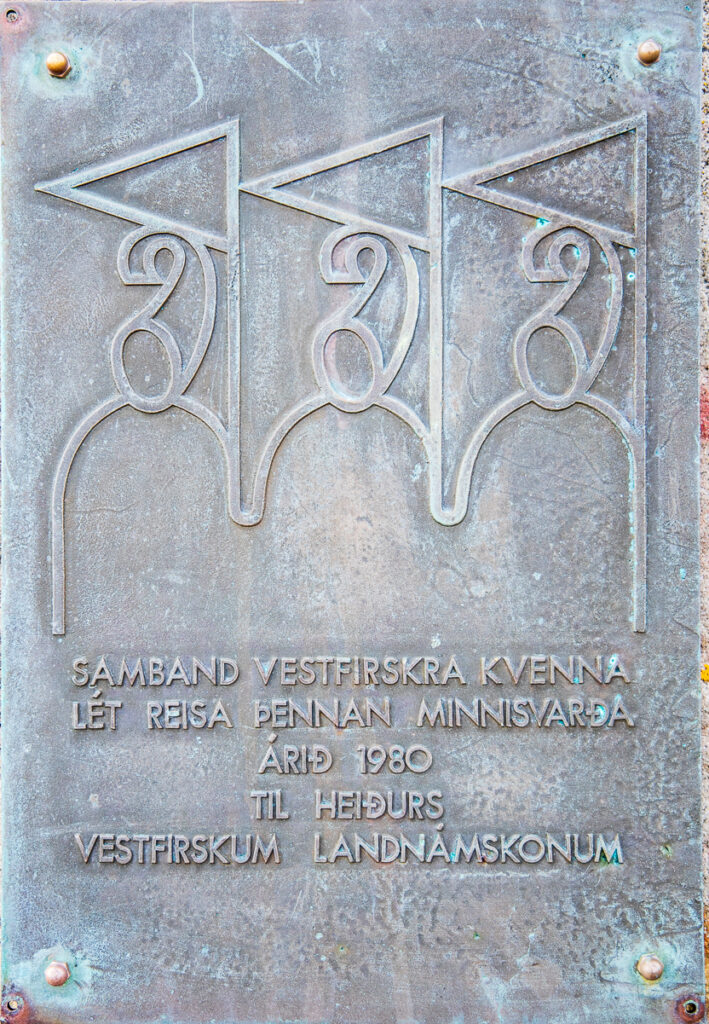 SAMBAND VESTFIRSKRA KVENNA
LÉT REISA ÞENNAN MINNISVARÐA
ÁRIÐ 1980
TIL HEIÐURS
VESTFIRSKUM LANDNÁMSKONUM